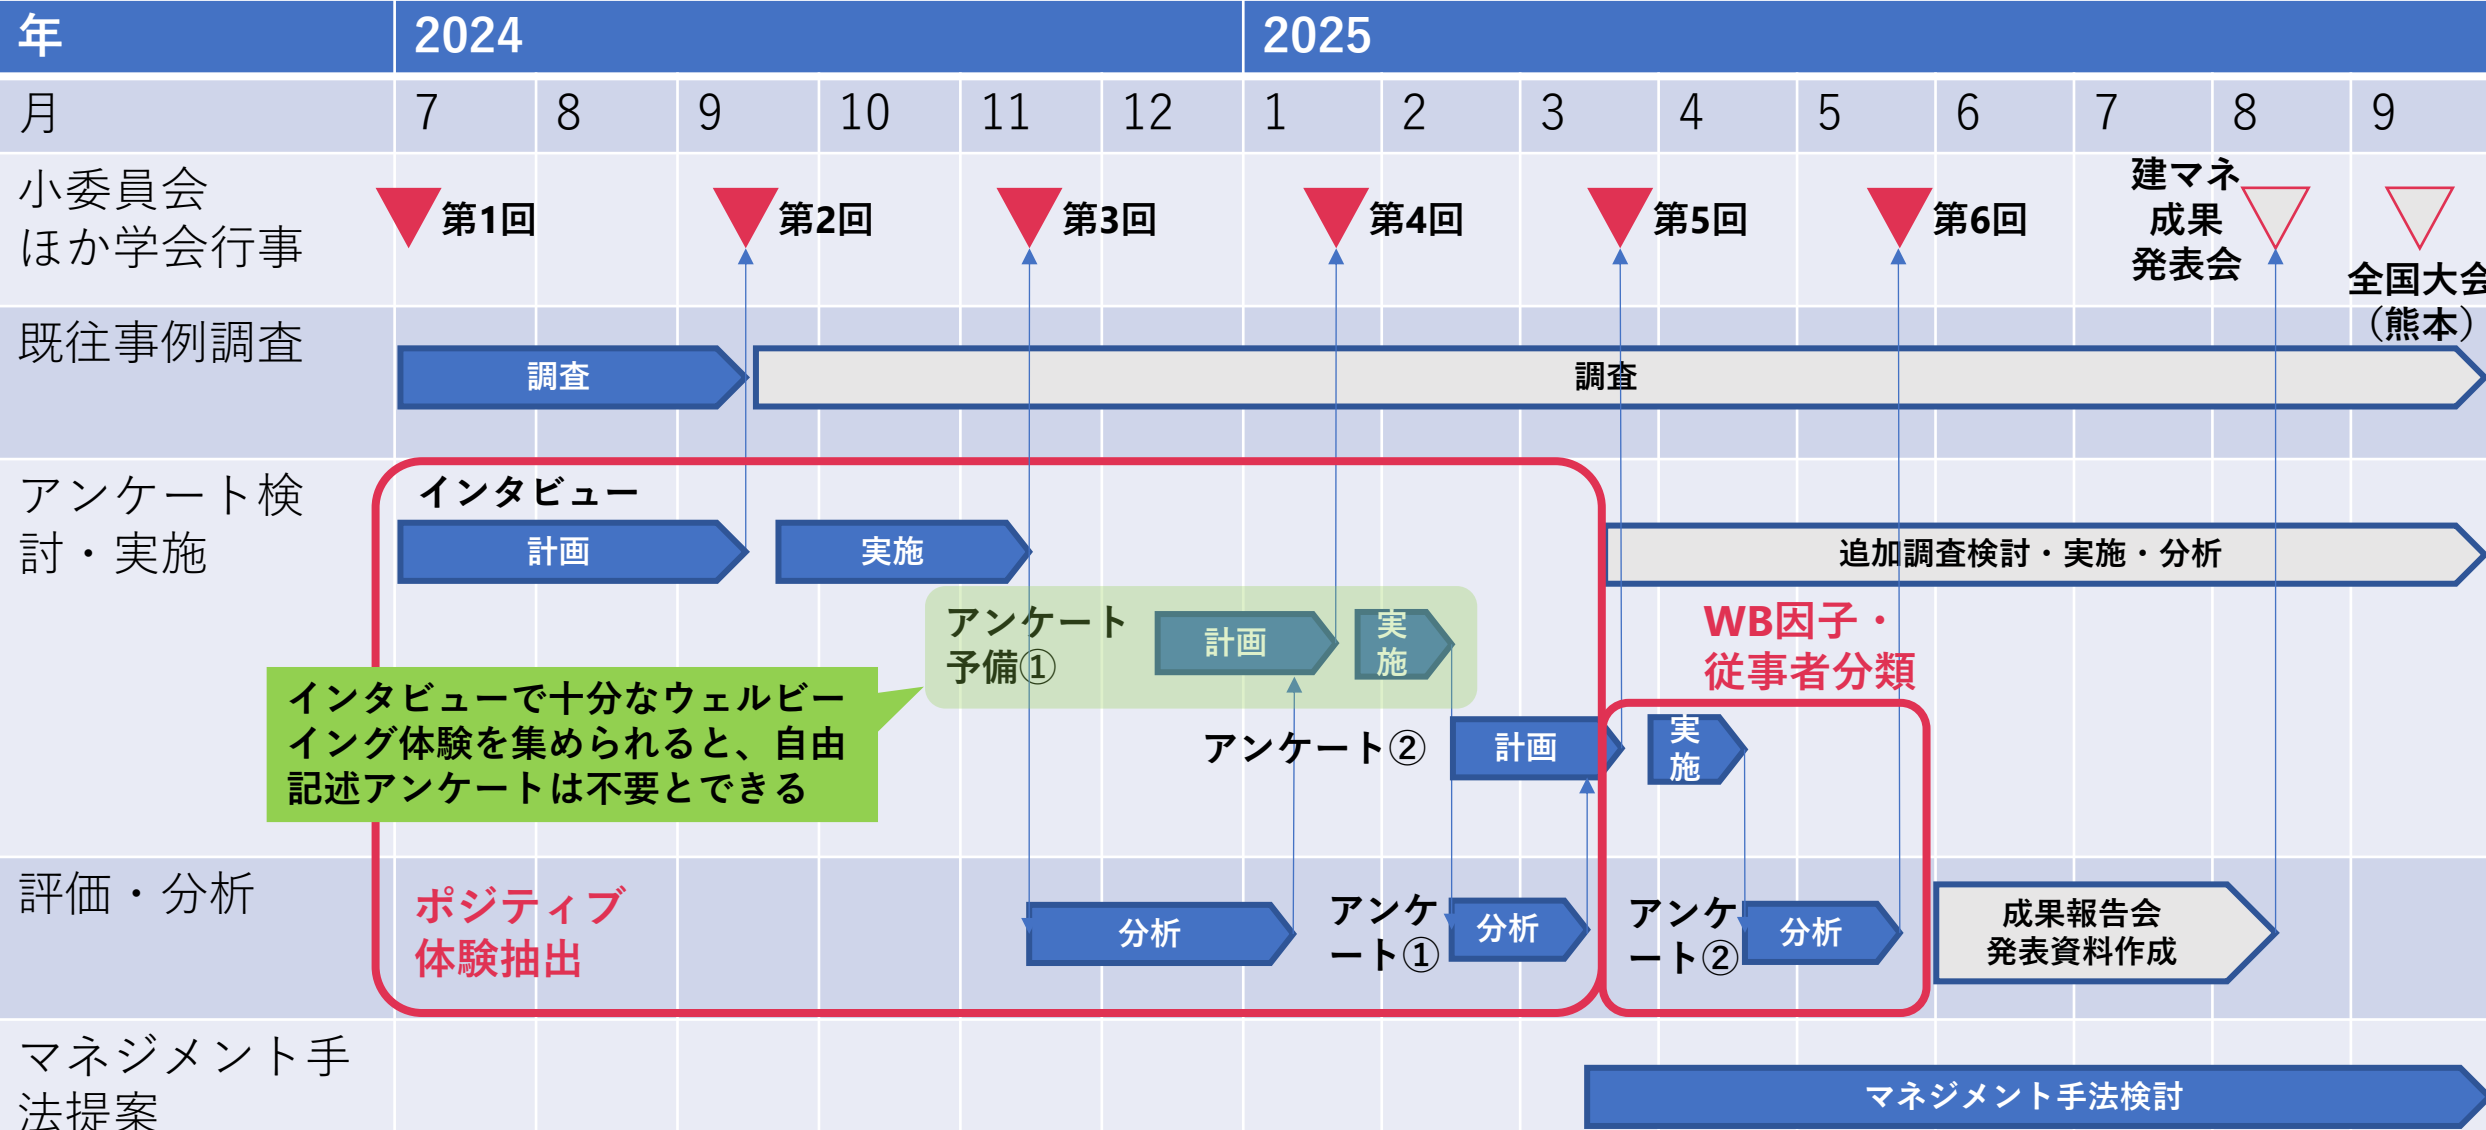 年 2024 2025
月 7 8 9 10 11 12 1 2 3 4 5 6 7 8 9
小委員会
ほか学会行事
第1回 第2回 第3回 第4回 第5回 第6回
建マネ
成果
発表会
全国大会
（熊本）
既往事例調査
調査 調査
アンケート検
討・実施
インタビュー
計画 実施
追加調査検討・実施・分析
アンケート
予備①
計画
実
施
WB因子・
従事者分類
インタビューで十分なウェルビー
イング体験を集められると、自由
記述アンケートは不要とできる
アンケート②
計画
実
施
評価・分析
ポジティブ
体験抽出
分析
アンケ
ート①
分析
アンケ
ート②
分析
成果報告会
発表資料作成
マネジメント手
法提案
マネジメント手法検討